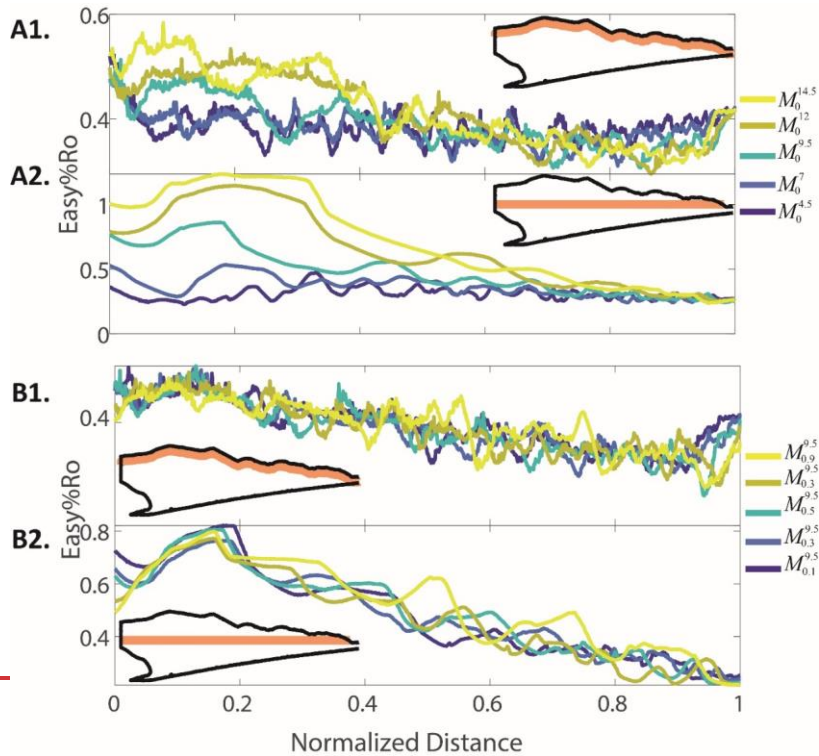 A1.
0.6
0.4
M₀^14.5
M₀^12
M₀^9.5
M₀^7
M₀^4.5
A2.
Easy%Ro
1
0.5
0
B1.
0.4
M₀.₉^9.5
M₀.₃^9.5
M₀.₅^9.5
M₀.₃^9.5
M₀.₁^9.5
B2.
Easy%Ro
0.8
0.6
0.4
0 0.2 0.4 0.6 0.8 1
Normalized Distance